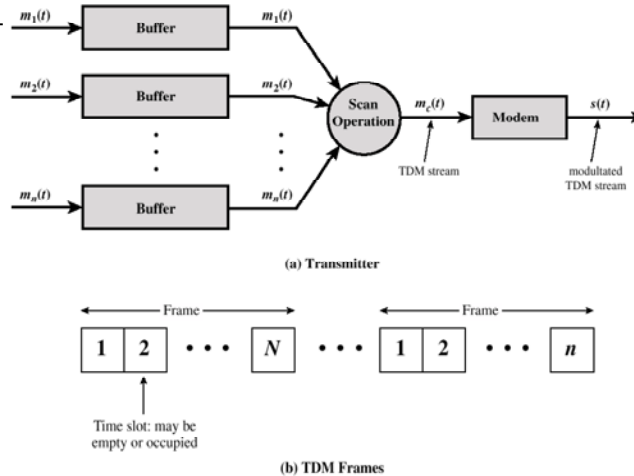 m₁(t) Buffer m₁(t)
m₂(t) Buffer m₂(t)
Scan Operation
m_c(t)
Modem
s(t)
TDM stream
modultated TDM stream
mₙ(t) Buffer mₙ(t)
(a) Transmitter
Frame Frame
1 2 • • • N • • • 1 2 • • • n
Time slot: may be
empty or occupied
(b) TDM Frames